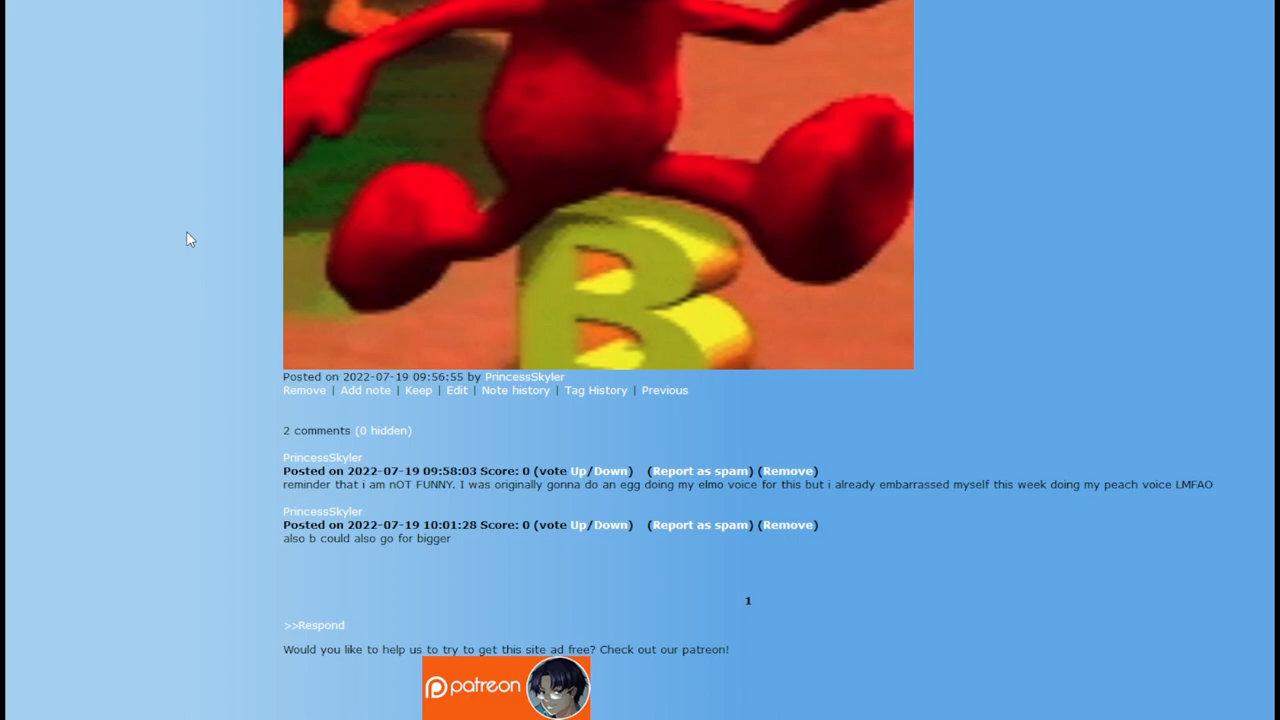 B
Posted on 2022-07-19 09:56:55 by PrincessSkyler
Remove | Add note | Keep | Edit | Note history | Tag History | Previous
2 comments (0 hidden)
PrincessSkyler
Posted on 2022-07-19 09:58:03 Score: 0 (vote Up/Down) (Report as spam) (Remove)
reminder that i am nOT FUNNY. I was originally gonna do an egg doing my elmo voice for this but i already embarrassed myself this week doing my peach voice LMFAO
PrincessSkyler
Posted on 2022-07-19 10:01:28 Score: 0 (vote Up/Down) (Report as spam) (Remove)
also b could also go for bigger
1
>>Respond
Would you like to help us to try to get this site ad free? Check out our patreon!
patreon